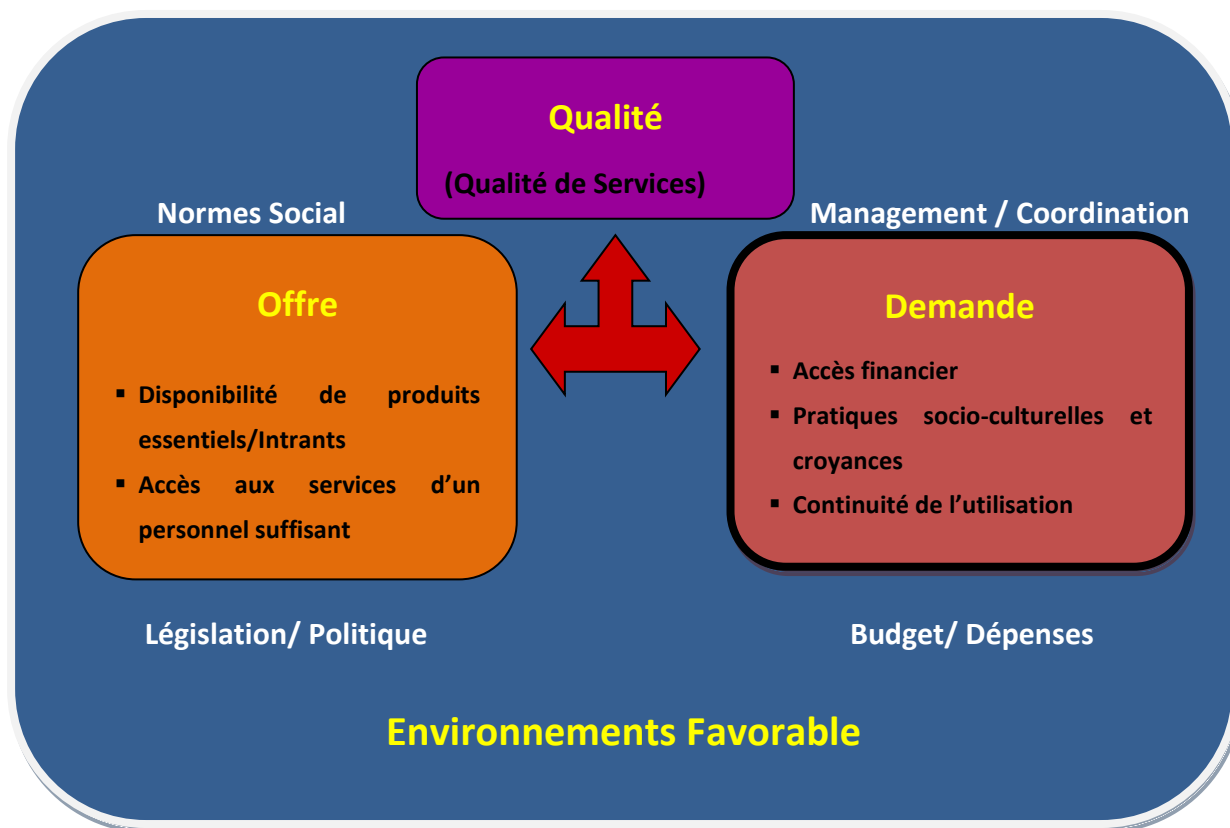 Qualité
(Qualité de Services)
Normes Social
Management / Coordination
Offre
▪ Disponibilité de produits
essentiels/Intrants
▪ Accès aux services d’un
personnel suffisant
Demande
▪ Accès financier
▪ Pratiques socio-culturelles et
croyances
▪ Continuité de l’utilisation
Législation/ Politique
Budget/ Dépenses
Environnements Favorable